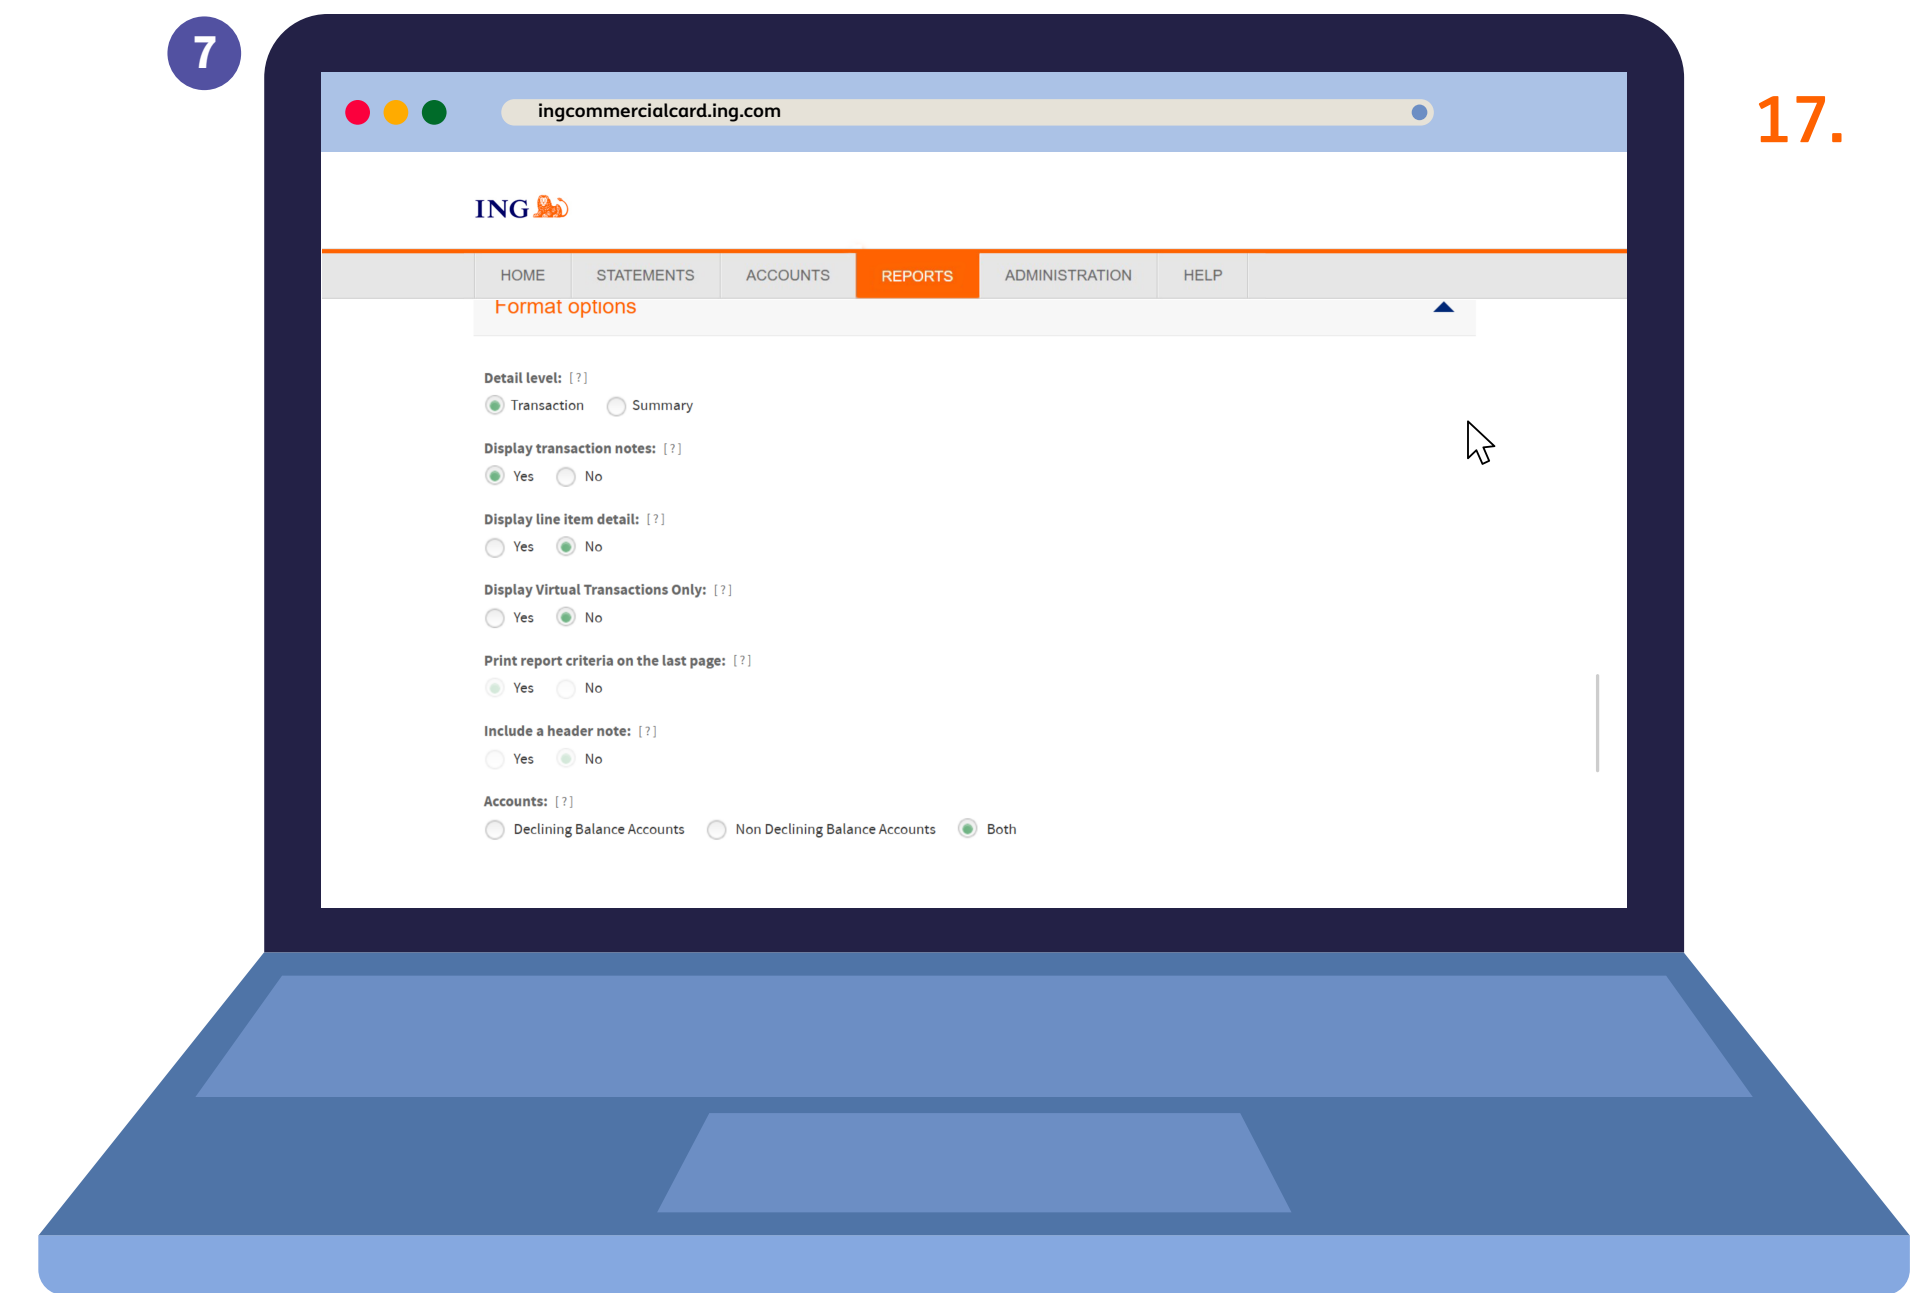 7
17.
ingcommercialcard.ing.com
ING
HOME STATEMENTS ACCOUNTS REPORTS ADMINISTRATION HELP
Format options
Detail level: [?]
Transaction Summary
Display transaction notes: [?]
Yes No
Display line item detail: [?]
Yes No
Display Virtual Transactions Only: [?]
Yes No
Print report criteria on the last page: [?]
Yes No
Include a header note: [?]
Yes No
Accounts: [?]
Declining Balance Accounts Non Declining Balance Accounts Both